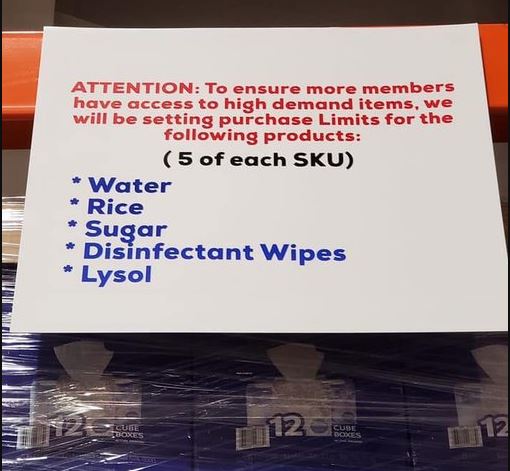 ATTENTION: To ensure more members
have access to high demand items, we
will be setting purchase Limits for the
following products:
( 5 of each SKU)
* Water
* Rice
* Sugar
* Disinfectant Wipes
* Lysol
12 CUBE
BOXES
12 CUBE
BOXES
12